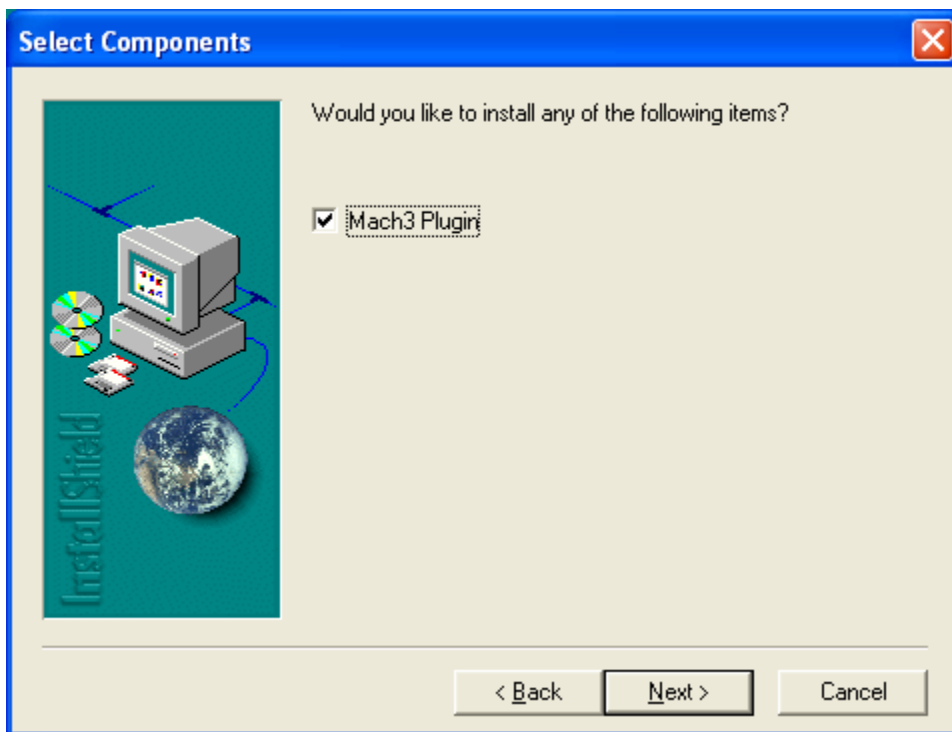 Select Components
Would you like to install any of the following items?
Mach3 Plugin
InstallShield
< Back
Next >
Cancel